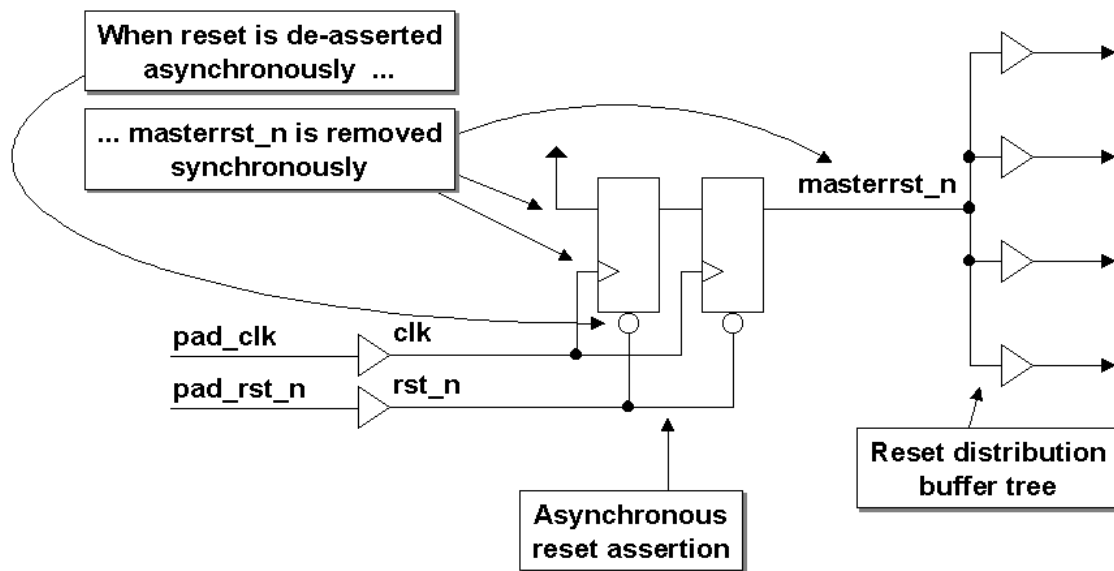 When reset is de-asserted
asynchronously ...
... masterrst_n is removed
synchronously
masterrst_n
pad_clk
clk
pad_rst_n
rst_n
Asynchronous
reset assertion
Reset distribution
buffer tree